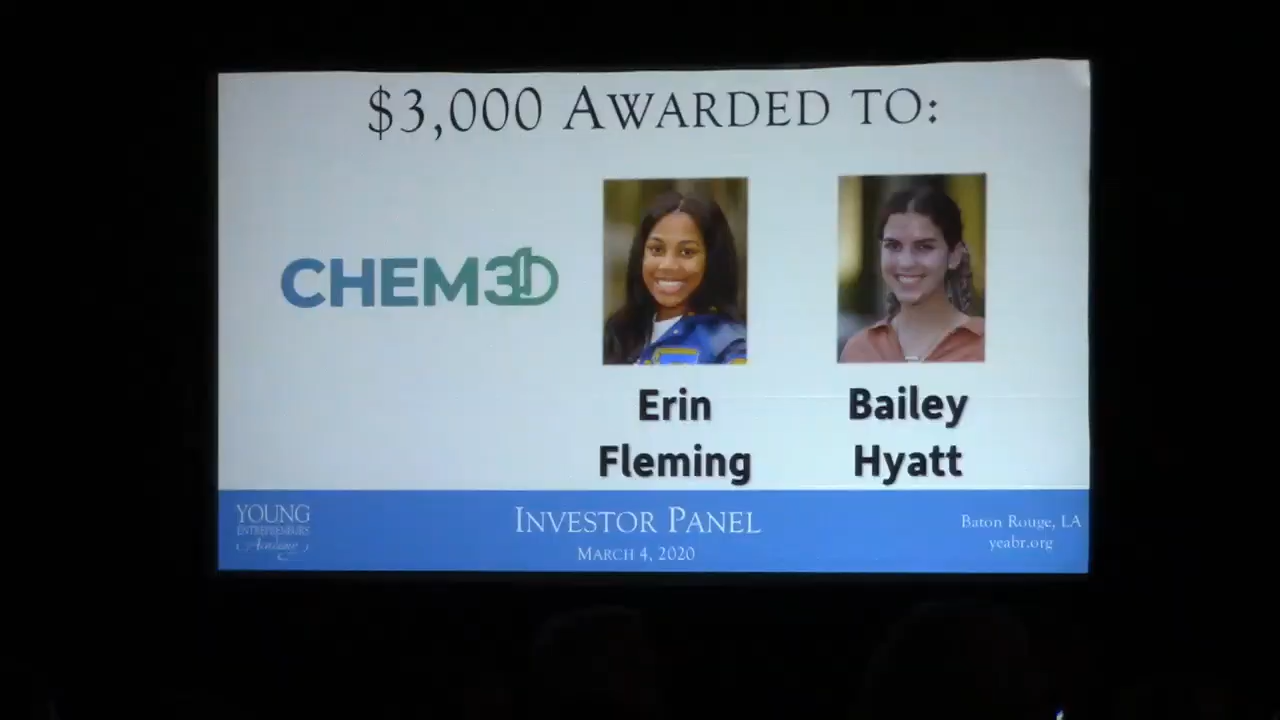 $3,000 AWARDED TO:
CHEM3D
Erin
Fleming
Bailey
Hyatt
YOUNG
ENTREPRENEURS
Academy
INVESTOR PANEL
MARCH 4, 2020
Baton Rouge, LA
yeabr.org